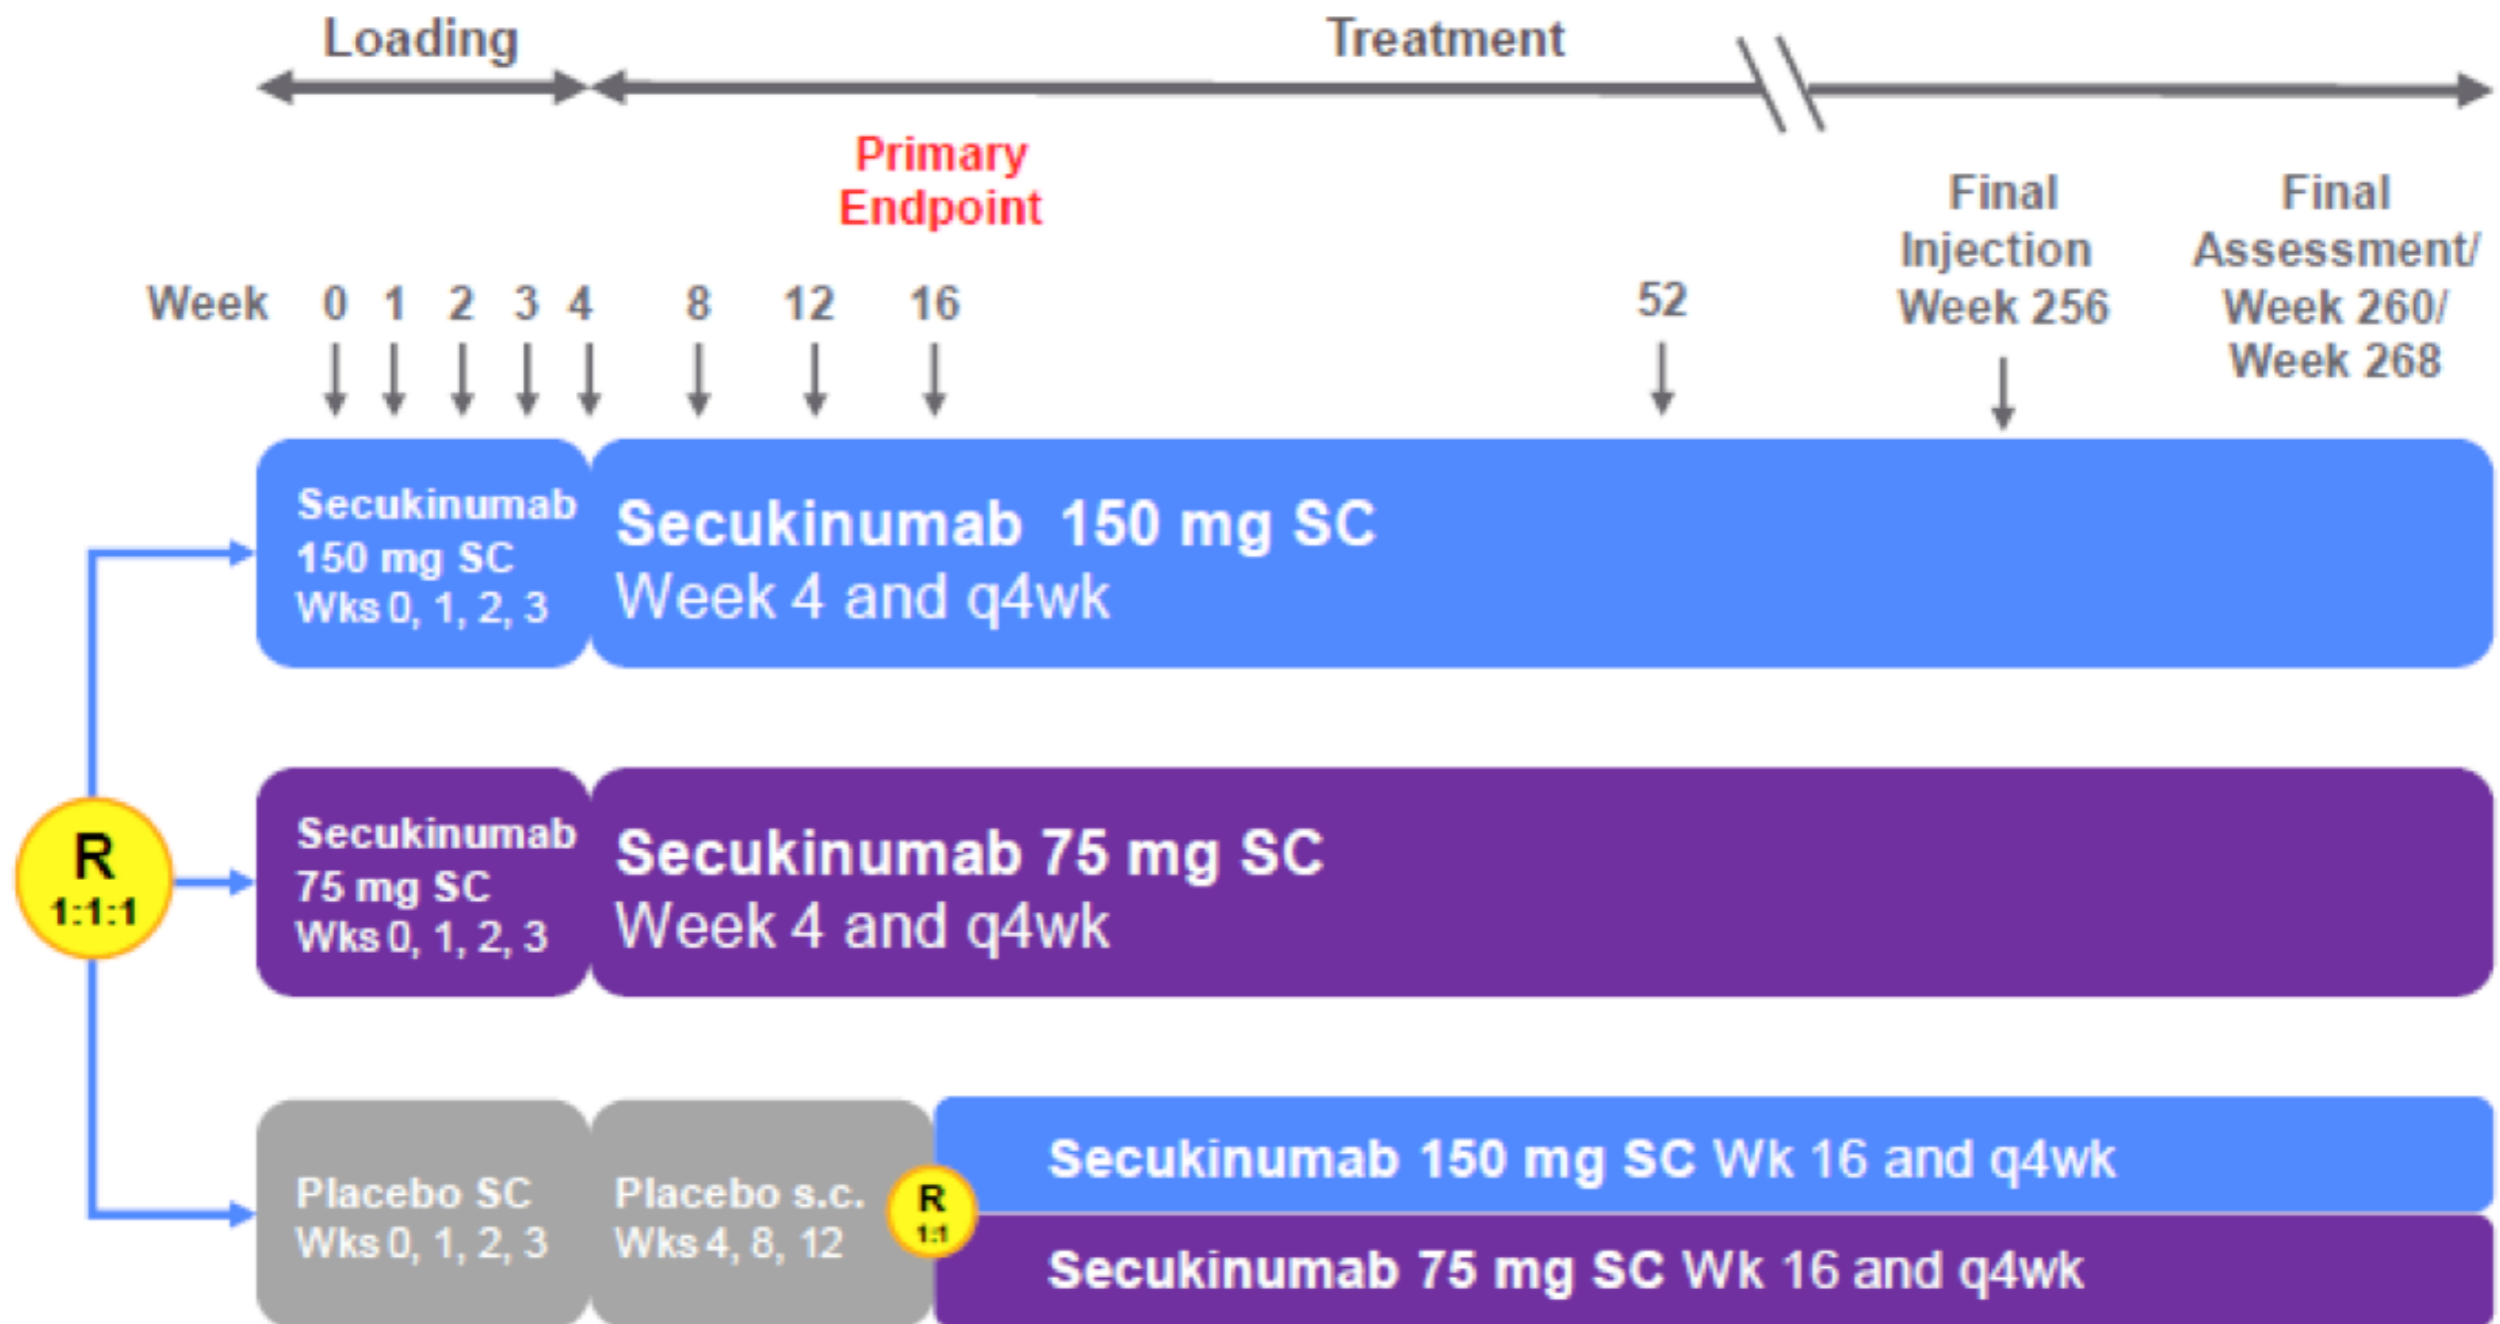 Loading
Treatment
Primary
Endpoint
Final
Injection
Week 256
Final
Assessment/
Week 260/
Week 268
Week 0 1 2 3 4 8 12 16 52
Secukinumab
150 mg SC
Wks 0, 1, 2, 3
Secukinumab 150 mg SC
Week 4 and q4wk
R
1:1:1
Secukinumab
75 mg SC
Wks 0, 1, 2, 3
Secukinumab 75 mg SC
Week 4 and q4wk
Placebo SC
Wks 0, 1, 2, 3
Placebo s.c.
Wks 4, 8, 12
R
1:1
Secukinumab 150 mg SC Wk 16 and q4wk
Secukinumab 75 mg SC Wk 16 and q4wk